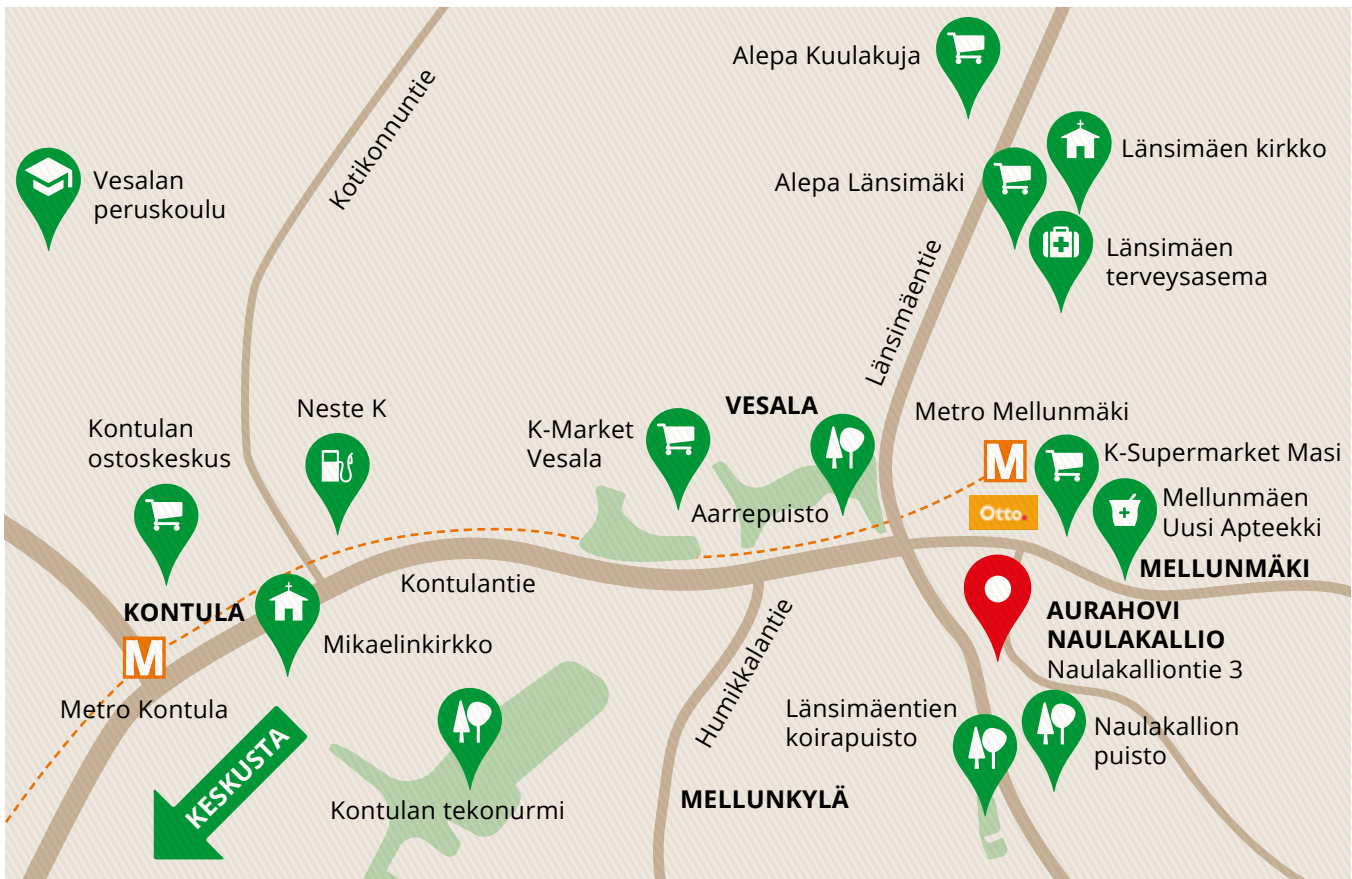 Alepa Kuulakuja
Kotikonnuntie
Länsimäen kirkko
Vesalan
peruskoulu
Alepa Länsimäki
Länsimäen
terveysasema
Länsimäentie
Neste K
VESALA
Metro Mellunmäki
Kontulan
ostoskeskus
K-Market
Vesala
M
K-Supermarket Masi
Otto.
Aarrepuisto
Mellunmäen
Uusi Apteekki
MELLUNMÄKI
Kontulantie
KONTULA
AURAHOVI
NAULAKALLIO
Naulakalliontie 3
M
Mikaelinkirkko
Metro Kontula
Humikkalantie
Länsimäentien
koirapuisto
Naulakallion
puisto
KESKUSTA
Kontulan tekonurmi
MELLUNKYLÄ